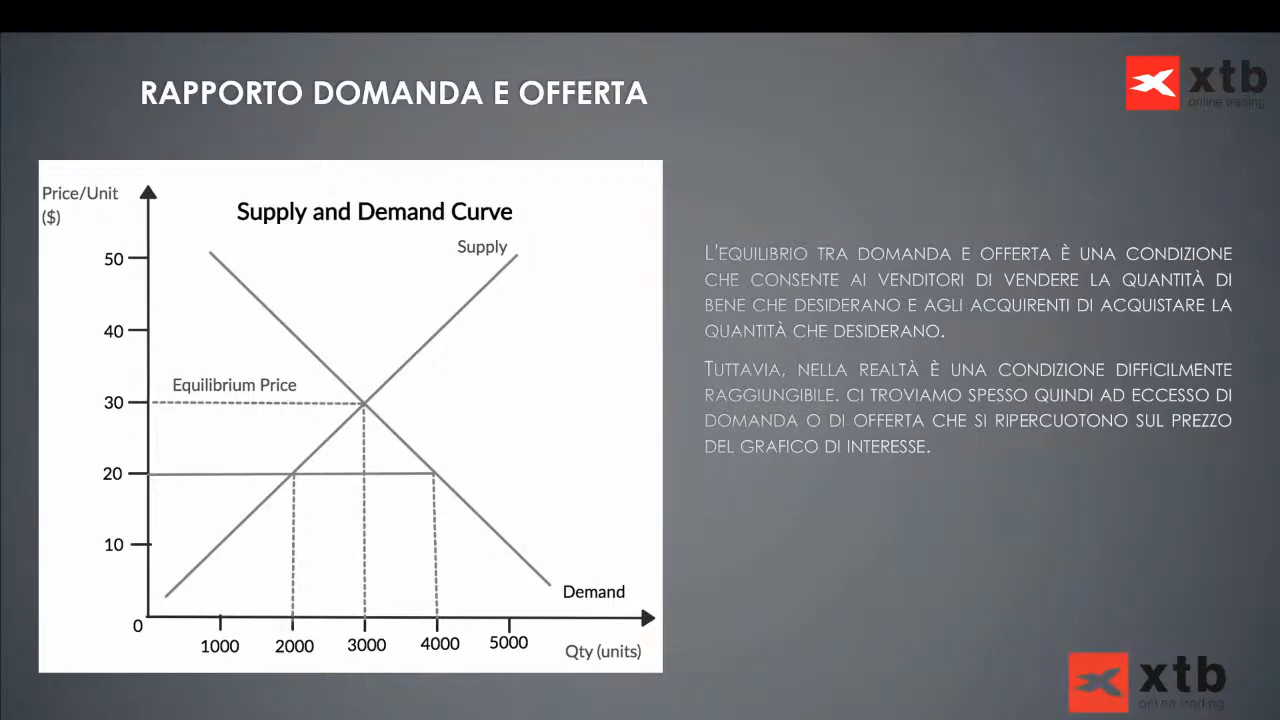 RAPPORTO DOMANDA E OFFERTA
xtb
online trading
Price/Unit
($)
Supply and Demand Curve
Supply
50
40
Equilibrium Price
30
20
10
Demand
0
1000 2000 3000 4000 5000
Qty (units)
L'EQUILIBRIO TRA DOMANDA E OFFERTA È UNA CONDIZIONE
CHE CONSENTE AI VENDITORI DI VENDERE LA QUANTITÀ DI
BENE CHE DESIDERANO E AGLI ACQUIRENTI DI ACQUISTARE LA
QUANTITÀ CHE DESIDERANO.
TUTTAVIA, NELLA REALTÀ È UNA CONDIZIONE DIFFICILMENTE
RAGGIUNGIBILE. CI TROVIAMO SPESSO QUINDI AD ECCESSO DI
DOMANDA O DI OFFERTA CHE SI RIPERCUOTONO SUL PREZZO
DEL GRAFICO DI INTERESSE.
xtb
online trading